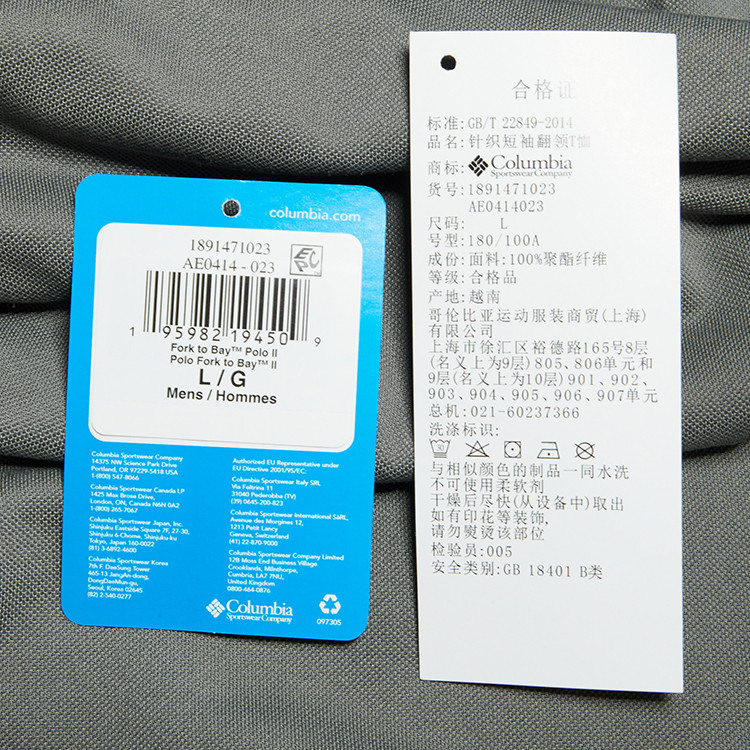 columbia.com
1891471023
AE0414 - 023
EPC
1 95982 19450 9
Fork to Bay™ Polo II
Polo Fork to Bay™ II
L / G
Mens / Hommes
Columbia Sportswear Company
14375 NW Science Park Drive
Portland, OR 97229-5418 USA
1(800) 547-8066
Columbia Sportswear Canada LP
1425 Max Brose Drive,
London, ON, Canada N6N 0A2
1(800) 265-7067
Columbia Sportswear Japan, Inc.
Shinjuku Eastside Square 7F, 27-30,
Shinjuku 6-Chome, Shinjuku-ku,
Tokyo, Japan 160-0022
(81) 3-6892-4600
Columbia Sportswear Korea
7th F. DaeSung Tower
465-13 JangAn-dong,
DongDanMun-gu,
Seoul, Korea 02645
(82) 2-540-0277
Authorized EU Representative under
EU Directive 2001/95/EC:
Columbia Sportswear Italy SRL
Via Feltrina 11
31040 Pederobba (TV)
(39) 0645-200-823
Columbia Sportswear International SàRL,
Avenue des Morgines 12,
1213 Petit Lancy
Geneva, Switzerland
(41) 22-870-9000
Columbia Sportswear Company Limited
12B Moss End Business Village
Crooklands, Milnthorpe,
Cumbria, LA7 7NU,
United Kingdom
0800-464-0876
Columbia
Sportswear Company
097305
合格证
标准:GB/T 22849-2014
品名:针织短袖翻领T恤
商标:Columbia
Sportswear Company
货号:1891471023
AE0414023
尺码: L
号型:180/100A
成份:面料:100%聚酯纤维
等级:合格品
产地:越南
哥伦比亚运动服装商贸(上海)
有限公司
上海市徐汇区裕德路165号8层
(名义上为9层)805、806单元和
9层(名义上为10层)901、902、
903、904、905、906、907单元
总机:021-60237366
洗涤标识:
与相似颜色的制品一同水洗
不可使用柔软剂
干燥后尽快(从设备中)取出
如有印花等装饰,
请勿熨烫该部位
检验员:005
安全类别:GB 18401 B类